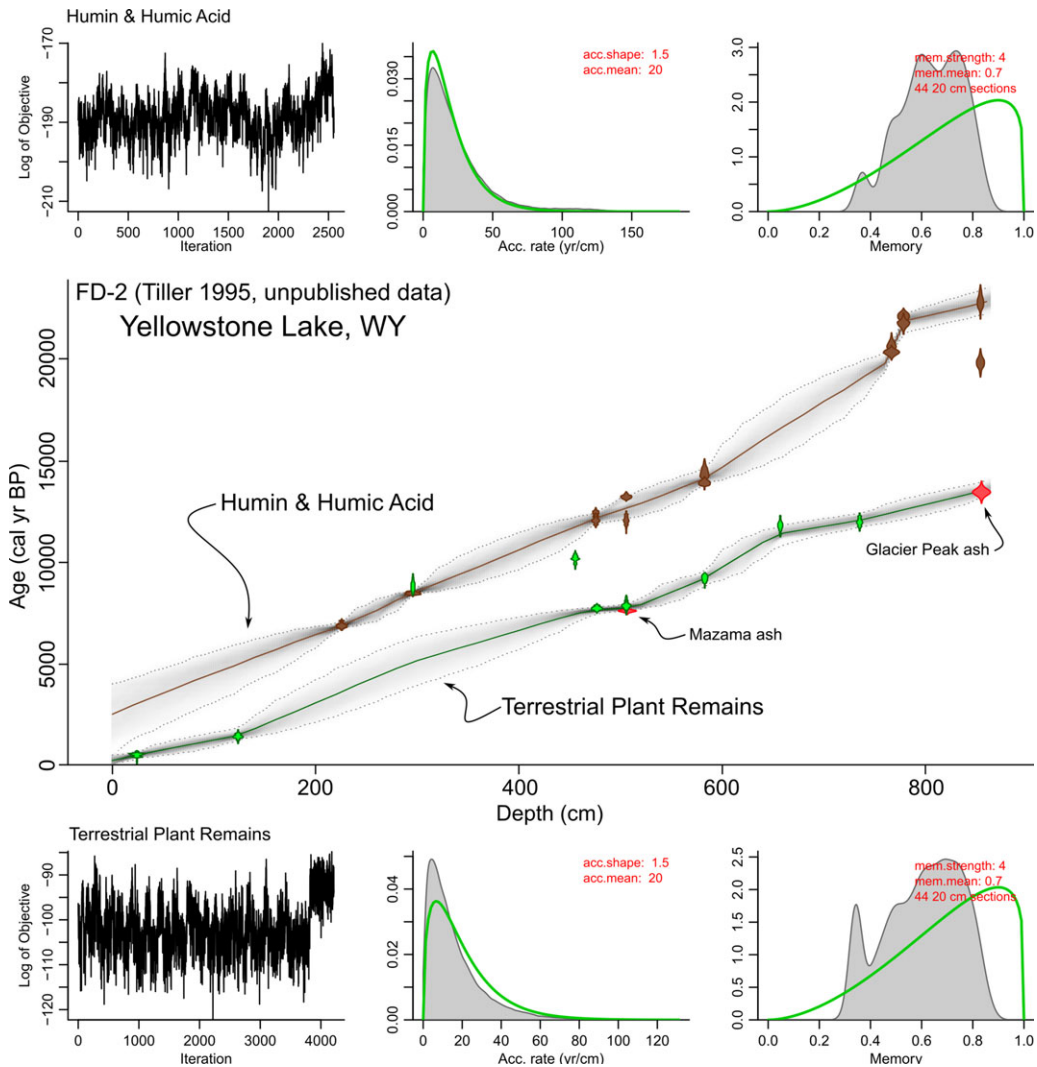 Humin & Humic Acid
Log of Objective
−170
−190
−210
0 500 1000 1500 2000 2500
Iteration
acc.shape: 1.5
acc.mean: 20
0.030
0.015
0.000
0 50 100 150
Acc. rate (yr/cm)
mem.strength: 4
mem.mean: 0.7
44 20 cm sections
3.0
2.0
1.0
0.0
0.0 0.2 0.4 0.6 0.8 1.0
Memory
FD-2 (Tiller 1995, unpublished data)
Yellowstone Lake, WY
Age (cal yr BP)
20000
15000
10000
5000
0
Humin & Humic Acid
Glacier Peak ash
Mazama ash
Terrestrial Plant Remains
0 200 400 600 800
Depth (cm)
Terrestrial Plant Remains
Log of Objective
−90
−100
−110
−120
0 1000 2000 3000 4000
Iteration
acc.shape: 1.5
acc.mean: 20
0.04
0.02
0.00
0 20 40 60 80 100 120
Acc. rate (yr/cm)
mem.strength: 4
mem.mean: 0.7
44 20 cm sections
2.5
2.0
1.5
1.0
0.5
0.0
0.0 0.2 0.4 0.6 0.8 1.0
Memory